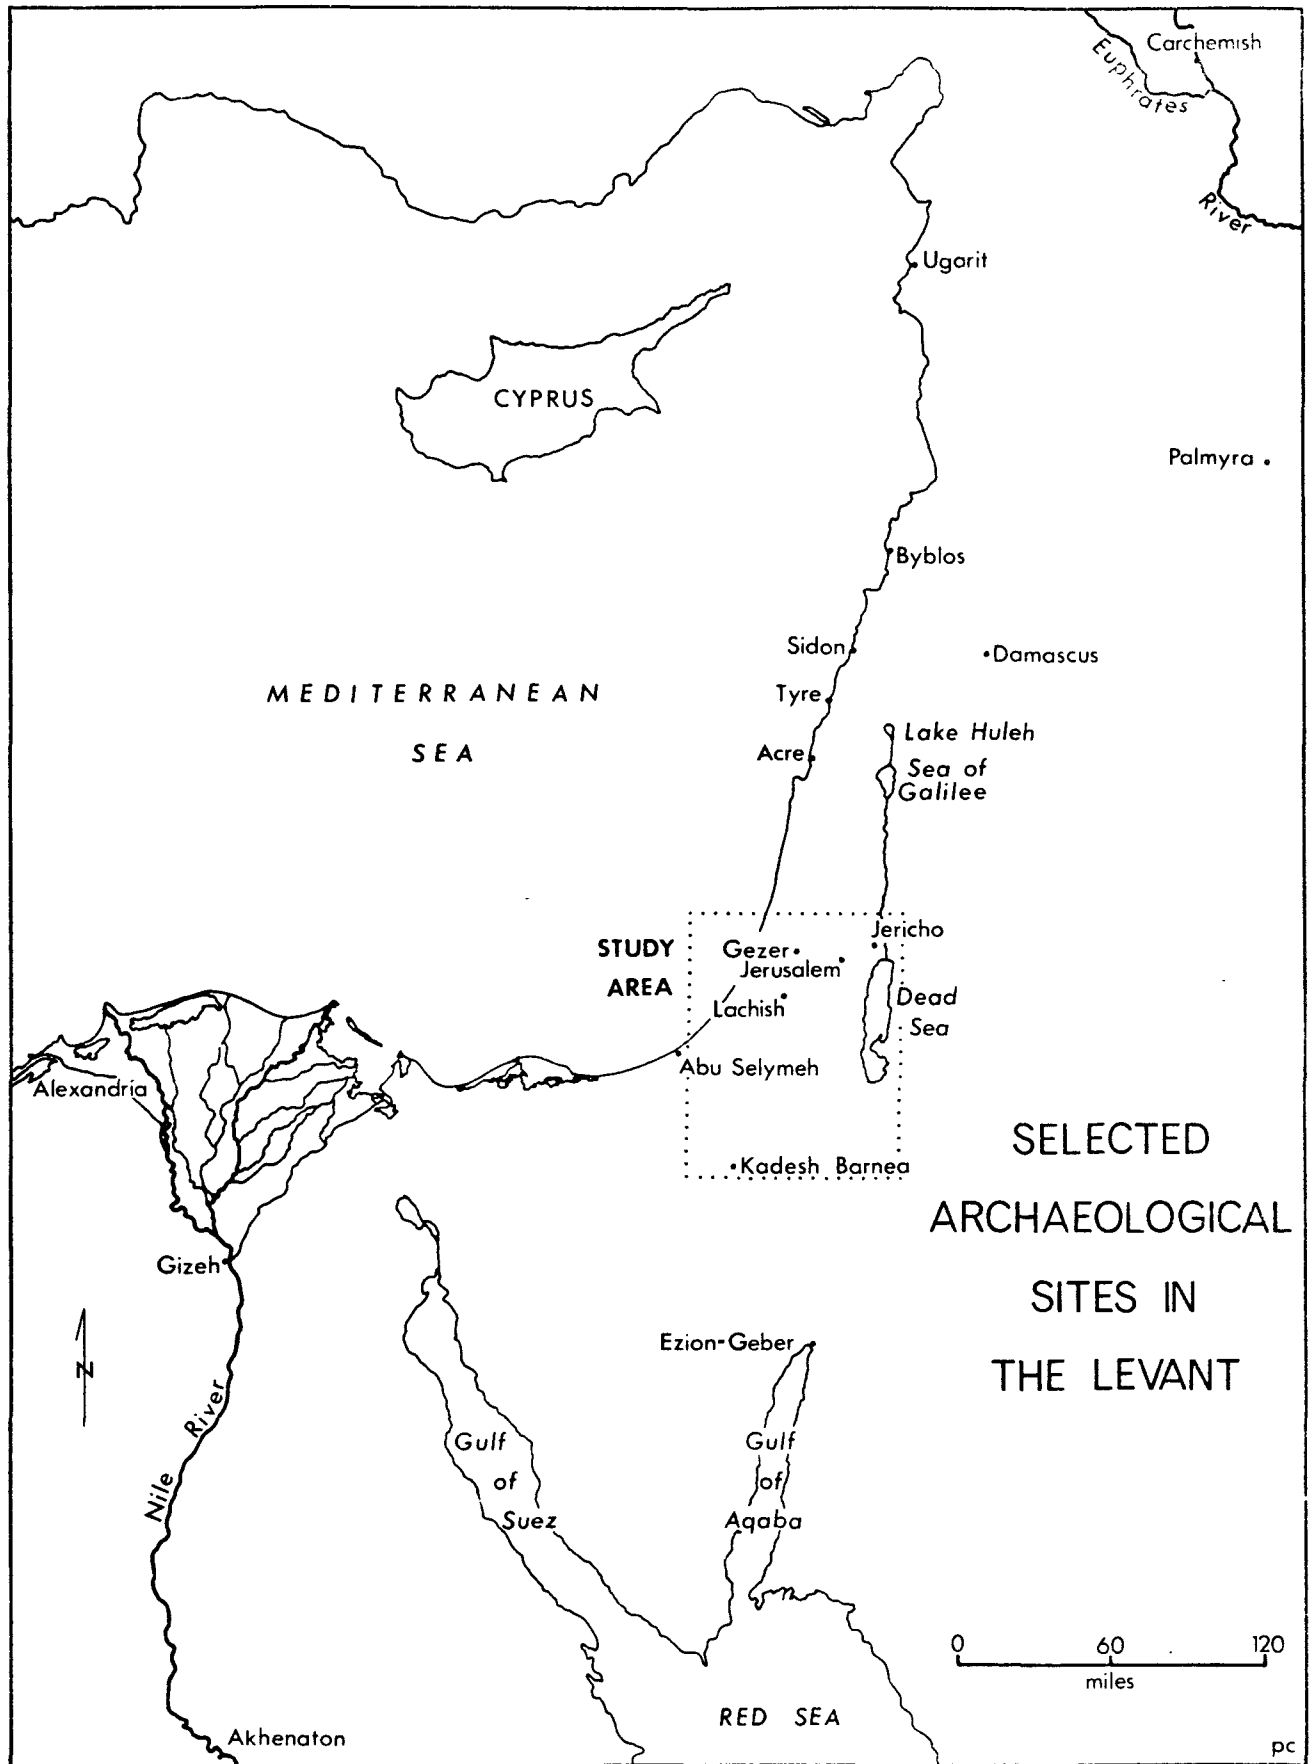 Carchemish
Euphrates
River
Ugarit
CYPRUS
Palmyra
Byblos
Sidon
Damascus
MEDITERRANEAN
SEA
Tyre
Lake Huleh
Acre
Sea of
Galilee
Jericho
STUDY
AREA
Gezer
Jerusalem
Lachish
Dead
Sea
Abu Selymeh
Alexandria
Kadesh Barnea
SELECTED
ARCHAEOLOGICAL
SITES IN
THE LEVANT
Gizeh
N
Ezion-Geber
Nile River
Gulf
of
Suez
Gulf
of
Aqaba
0 60 120
miles
RED SEA
Akhenaton
pc